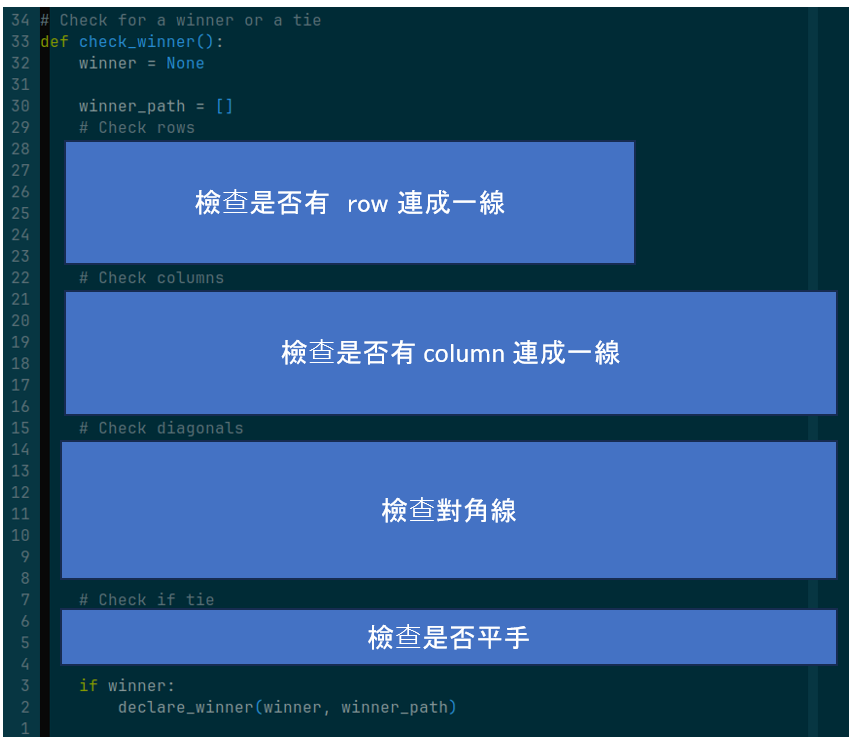 34 # Check for a winner or a tie
33 def check_winner():
32     winner = None
31
30     winner_path = []
29     # Check rows
28
27
26 檢查是否有 row 連成一線
25
24
23
22     # Check columns
21
20
19 檢查是否有 column 連成一線
18
17
16
15     # Check diagonals
14
13
12 檢查對角線
11
10
9
8
7     # Check if tie
6
5 檢查是否平手
4
3     if winner:
2         declare_winner(winner, winner_path)
1